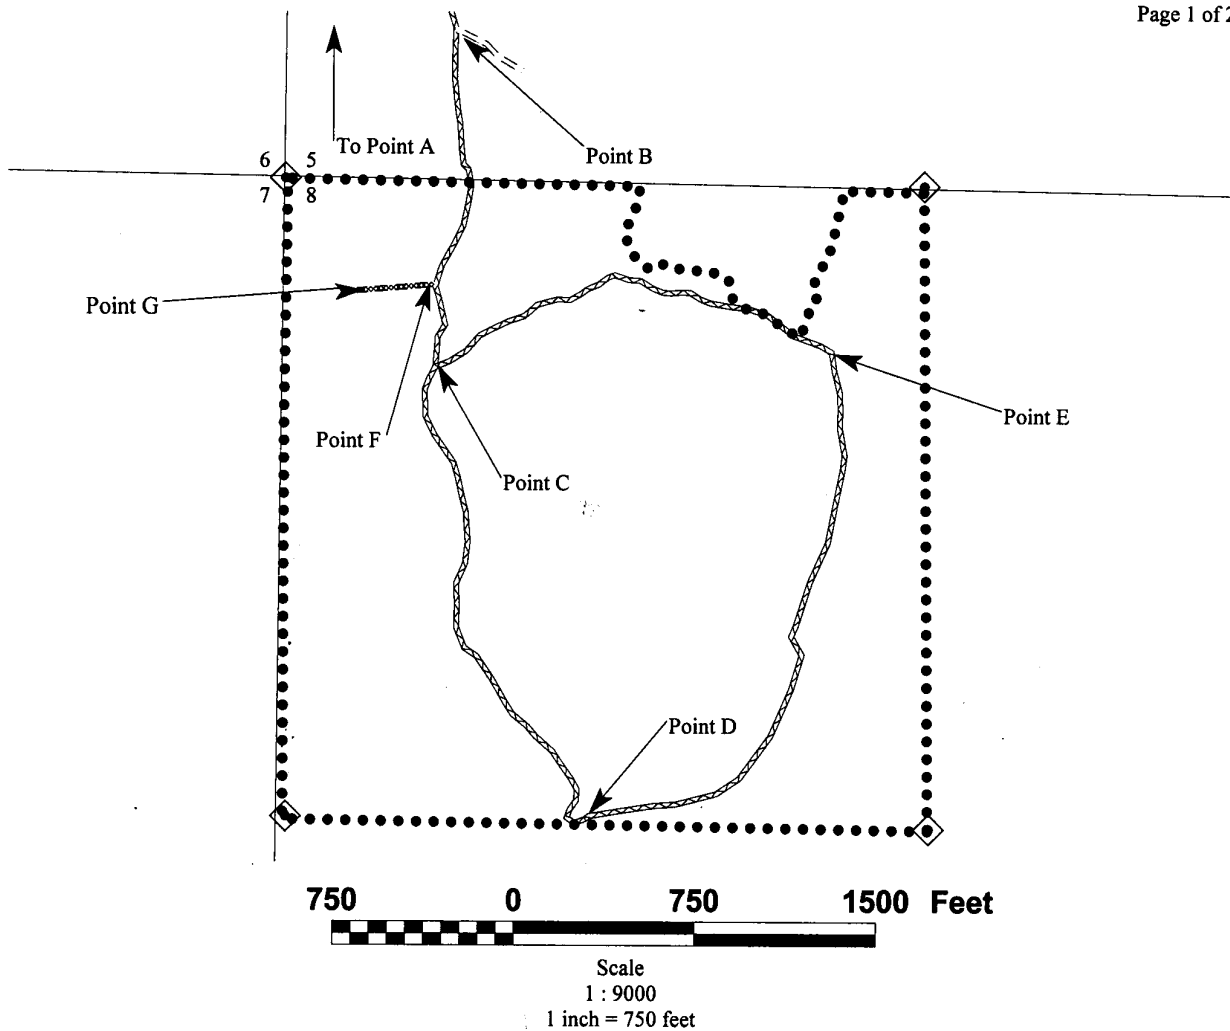 Page 1 of 2
To Point A
Point B
6 5
7 8
Point G
Point E
Point F
Point C
Point D
750 0 750 1500 Feet
Scale
1 : 9000
1 inch = 750 feet